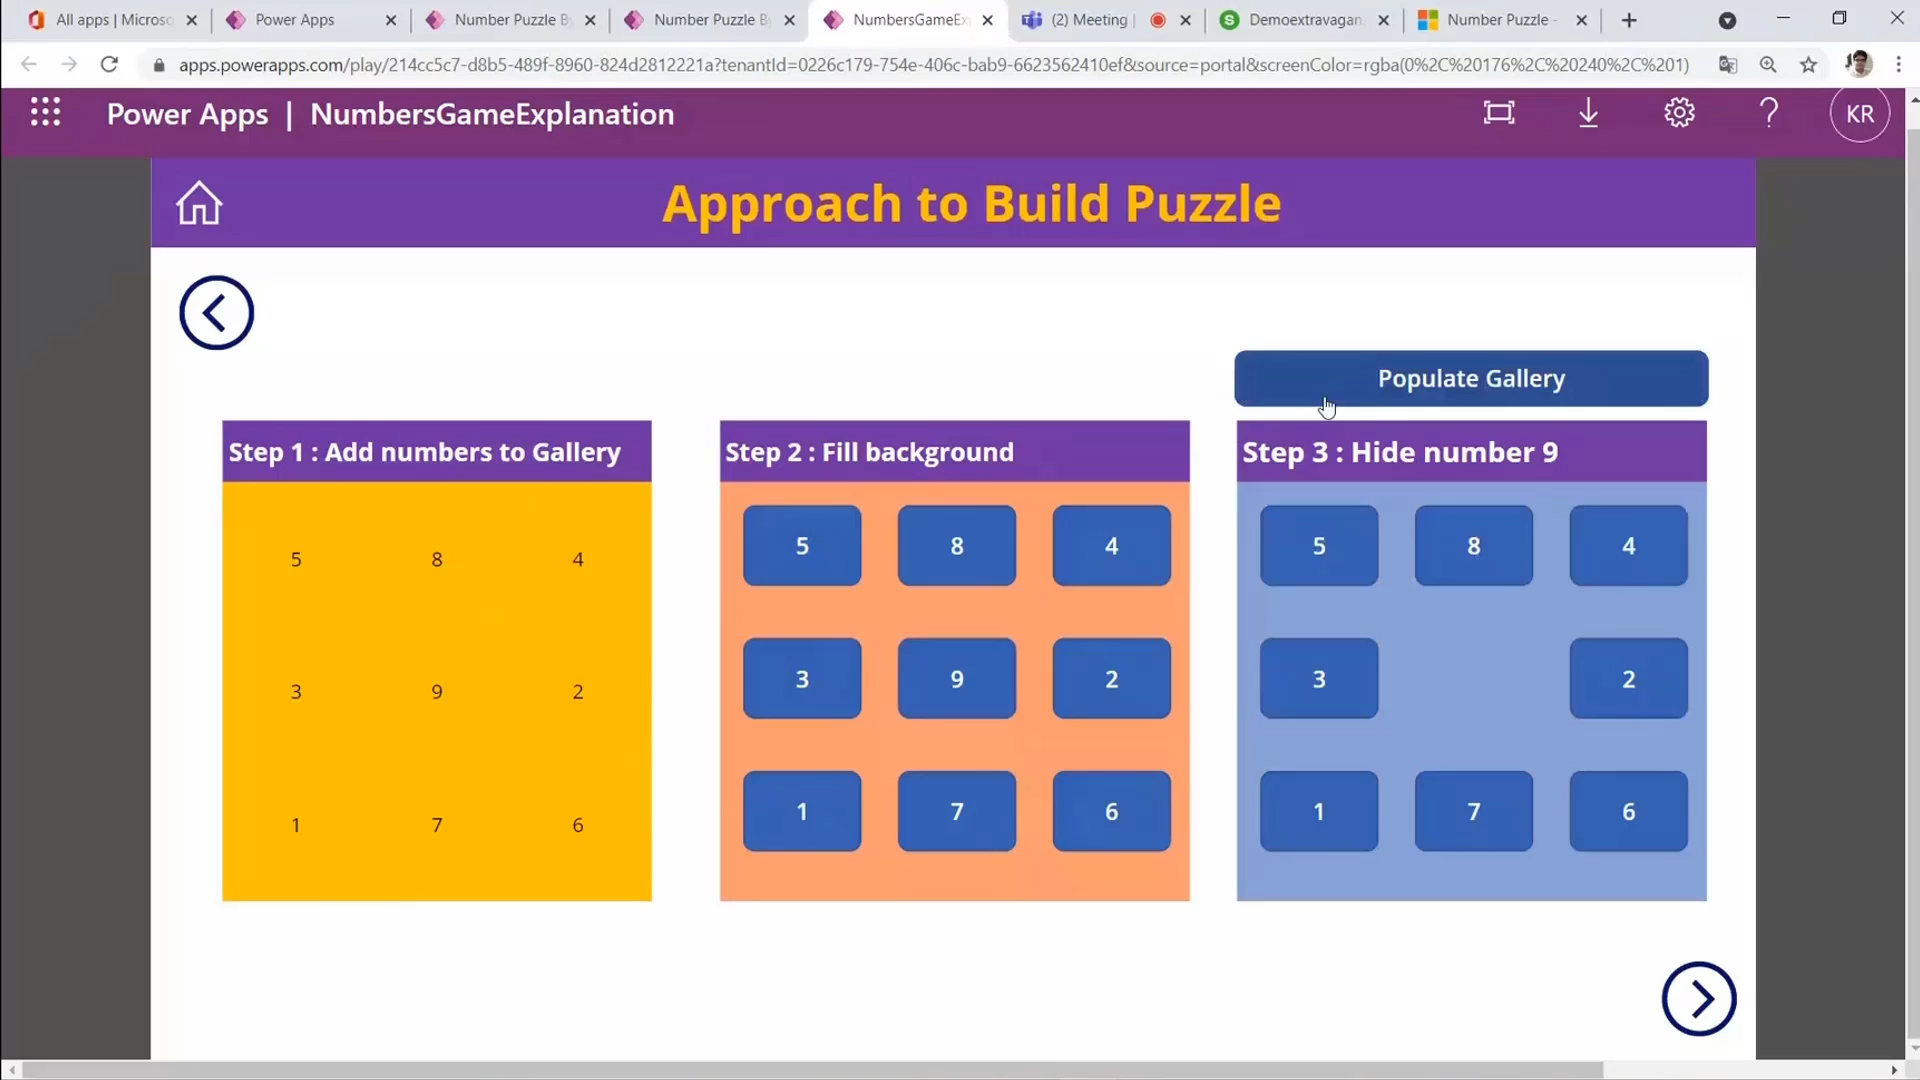 All apps | Microso
Power Apps
Number Puzzle B
Number Puzzle B
NumbersGameEx
(2) Meeting |
Demoextravagan
Number Puzzle -
apps.powerapps.com/play/214cc5c7-d8b5-489f-8960-824d2812221a?tenantId=0226c179-754e-406c-bab9-6623562410ef&source=portal&screenColor=rgba(0%2C%20176%2C%20240%2C%201)
Power Apps | NumbersGameExplanation
KR
Approach to Build Puzzle
Populate Gallery
Step 1 : Add numbers to Gallery
5 8 4
3 9 2
1 7 6
Step 2 : Fill background
5 8 4
3 9 2
1 7 6
Step 3 : Hide number 9
5 8 4
3 2
1 7 6